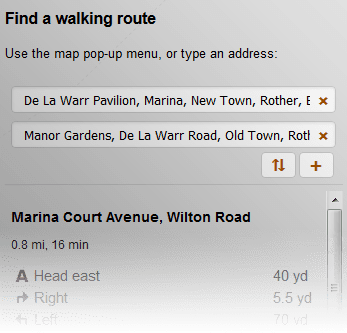 Find a walking route
Use the map pop-up menu, or type an address:
De La Warr Pavilion, Marina, New Town, Rother, E
Manor Gardens, De La Warr Road, Old Town, Roth
Marina Court Avenue, Wilton Road
0.8 mi, 16 min
A Head east 40 yd
Right 5.5 yd
Left 70 yd